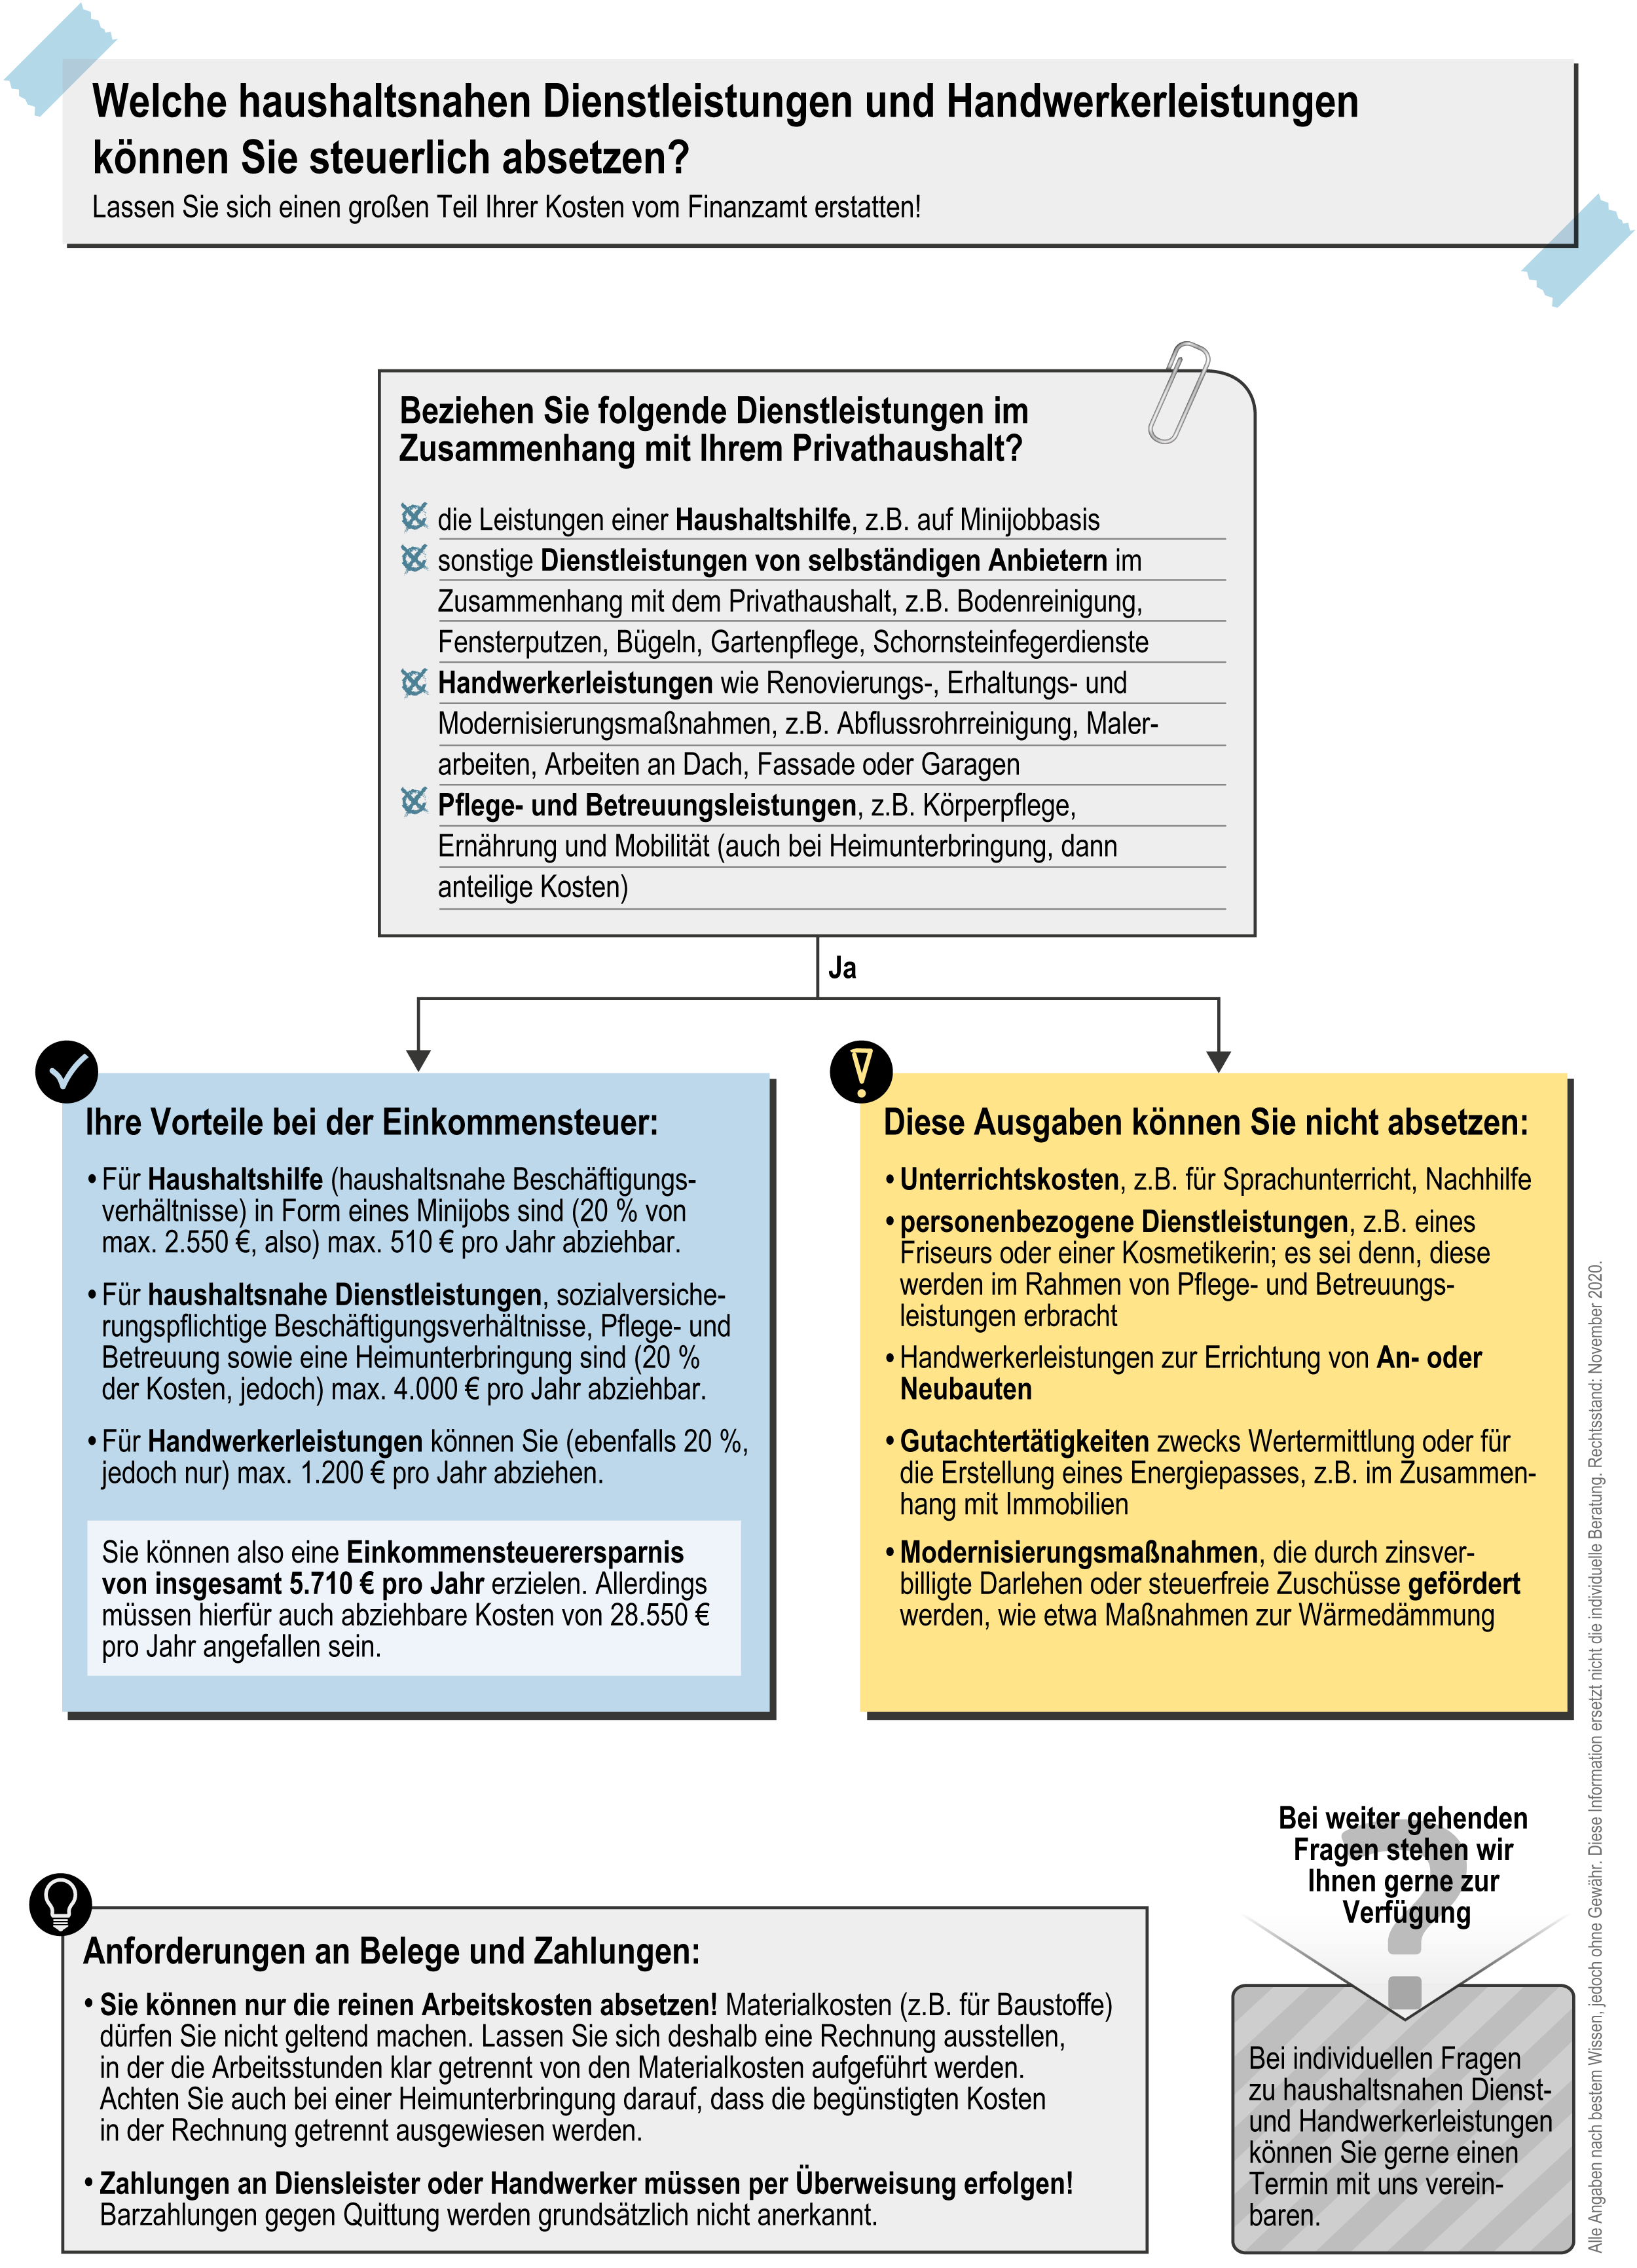 Welche haushaltsnahen Dienstleistungen und Handwerkerleistungen
können Sie steuerlich absetzen?
Lassen Sie sich einen großen Teil Ihrer Kosten vom Finanzamt erstatten!
Beziehen Sie folgende Dienstleistungen im
Zusammenhang mit Ihrem Privathaushalt?
die Leistungen einer Haushaltshilfe, z.B. auf Minijobbasis
sonstige Dienstleistungen von selbständigen Anbietern im
Zusammenhang mit dem Privathaushalt, z.B. Bodenreinigung,
Fensterputzen, Bügeln, Gartenpflege, Schornsteinfegerdienste
Handwerkerleistungen wie Renovierungs-, Erhaltungs- und
Modernisierungsmaßnahmen, z.B. Abflussrohrreinigung, Maler-
arbeiten, Arbeiten an Dach, Fassade oder Garagen
Pflege- und Betreuungsleistungen, z.B. Körperpflege,
Ernährung und Mobilität (auch bei Heimunterbringung, dann
anteilige Kosten)
Ja
Ihre Vorteile bei der Einkommensteuer:
• Für Haushaltshilfe (haushaltsnahe Beschäftigungs-
verhältnisse) in Form eines Minijobs sind (20 % von
max. 2.550 €, also) max. 510 € pro Jahr abziehbar.
• Für haushaltsnahe Dienstleistungen, sozialversiche-
rungspflichtige Beschäftigungsverhältnisse, Pflege- und
Betreuung sowie eine Heimunterbringung sind (20 %
der Kosten, jedoch) max. 4.000 € pro Jahr abziehbar.
• Für Handwerkerleistungen können Sie (ebenfalls 20 %,
jedoch nur) max. 1.200 € pro Jahr abziehen.
Sie können also eine Einkommensteuerersparnis
von insgesamt 5.710 € pro Jahr erzielen. Allerdings
müssen hierfür auch abziehbare Kosten von 28.550 €
pro Jahr angefallen sein.
Diese Ausgaben können Sie nicht absetzen:
• Unterrichtskosten, z.B. für Sprachunterricht, Nachhilfe
• personenbezogene Dienstleistungen, z.B. eines
Friseurs oder einer Kosmetikerin; es sei denn, diese
werden im Rahmen von Pflege- und Betreuungs-
leistungen erbracht
• Handwerkerleistungen zur Errichtung von An- oder
Neubauten
• Gutachtertätigkeiten zwecks Wertermittlung oder für
die Erstellung eines Energiepasses, z.B. im Zusammen-
hang mit Immobilien
• Modernisierungsmaßnahmen, die durch zinsver-
billigte Darlehen oder steuerfreie Zuschüsse gefördert
werden, wie etwa Maßnahmen zur Wärmedämmung
Anforderungen an Belege und Zahlungen:
• Sie können nur die reinen Arbeitskosten absetzen! Materialkosten (z.B. für Baustoffe)
dürfen Sie nicht geltend machen. Lassen Sie sich deshalb eine Rechnung ausstellen,
in der die Arbeitsstunden klar getrennt von den Materialkosten aufgeführt werden.
Achten Sie auch bei einer Heimunterbringung darauf, dass die begünstigten Kosten
in der Rechnung getrennt ausgewiesen werden.
• Zahlungen an Diensleister oder Handwerker müssen per Überweisung erfolgen!
Barzahlungen gegen Quittung werden grundsätzlich nicht anerkannt.
?
Bei weiter gehenden
Fragen stehen wir
Ihnen gerne zur
Verfügung
Bei individuellen Fragen
zu haushaltsnahen Dienst-
und Handwerkerleistungen
können Sie gerne einen
Termin mit uns verein-
baren.
Alle Angaben nach bestem Wissen, jedoch ohne Gewähr. Diese Information ersetzt nicht die individuelle Beratung. Rechtsstand: November 2020.